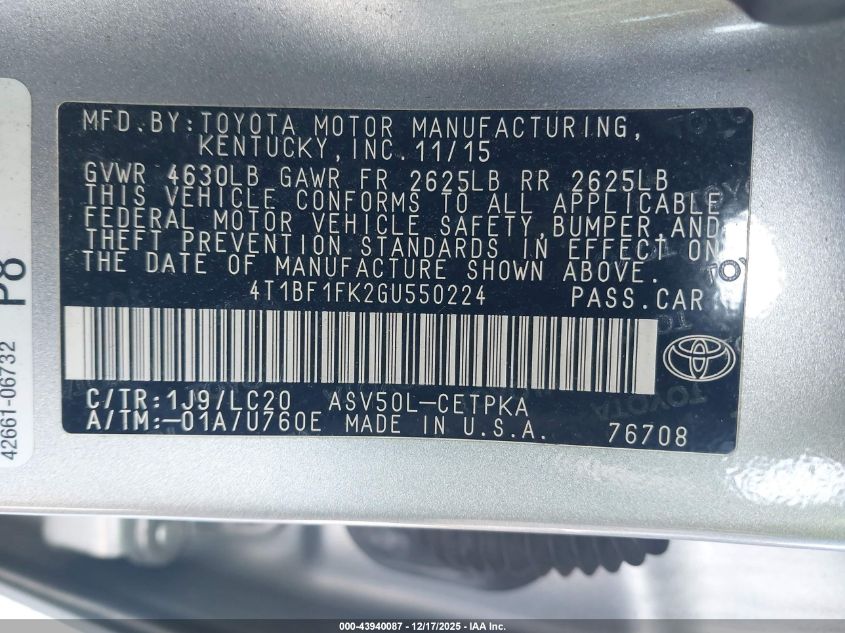 MFD.BY:TOYOTA MOTOR MANUFACTURING,
KENTUCKY,INC.11/15
GVWR 4630LB GAWR FR 2625LB RR 2625LB
THIS VEHICLE CONFORMS TO ALL APPLICABLE
FEDERAL MOTOR VEHICLE SAFETY,BUMPER,AND
THEFT PREVENTION STANDARDS IN EFFECT ON
THE DATE OF MANUFACTURE SHOWN ABOVE.
4T1BF1FK2GU550224 PASS.CAR
C/TR:1J9/LC20 ASV50L-CETPKA
A/TM:-01A/U760E MADE IN U.S.A. 76708
P8
42661-06732
000-43940087 - 12/17/2025 - IAA Inc.